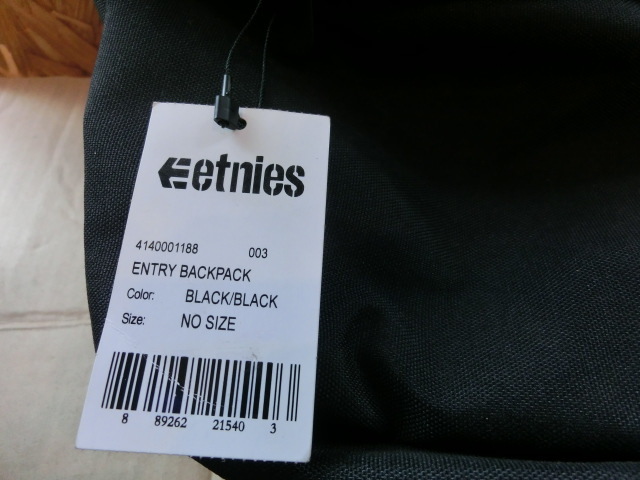 etnies
4140001188 003
ENTRY BACKPACK
Color: BLACK/BLACK
Size: NO SIZE
8 89262 21540 3